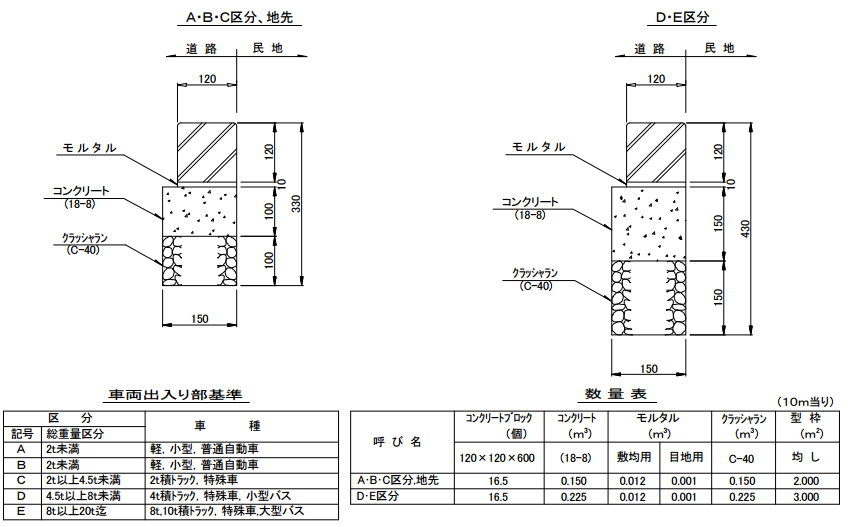 A・B・C区分、地先
道路 民地
120
モルタル
コンクリート
(18-8)
クラッシャラン
(C-40)
120
10
100
100
330
150
D・E区分
道路 民地
120
モルタル
コンクリート
(18-8)
クラッシャラン
(C-40)
120
10
150
150
430
150
車両出入り部基準
区分 車種
記号 総重量区分
A 2t未満 軽, 小型, 普通自動車
B 2t未満 軽, 小型, 普通自動車
C 2t以上4.5t未満 2t積トラック, 特殊車
D 4.5t以上8t未満 4t積トラック, 特殊車, 小型バス
E 8t以上20t迄 8t,10t積トラック, 特殊車,大型バス
数量表
(10m当り)
呼び名 コンクリートブロック コンクリート モルタル クラッシャラン 型枠
(個) (m³) (m³) (m³) (m²)
120×120×600 (18-8) 敷均用 目地用 C-40 均し
A・B・C区分,地先 16.5 0.150 0.012 0.001 0.150 2.000
D・E区分 16.5 0.225 0.012 0.001 0.225 3.000